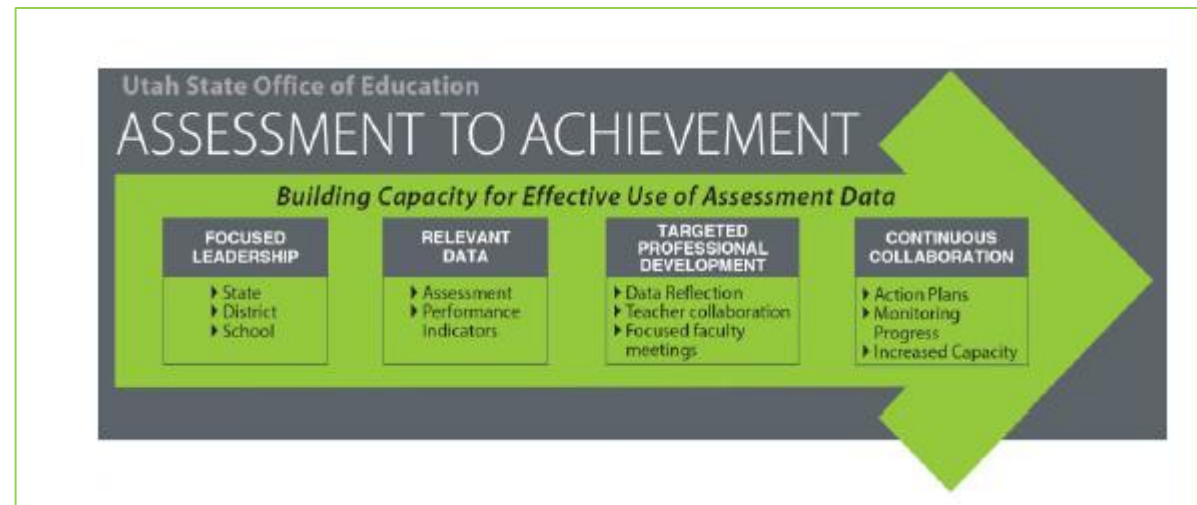 Utah State Office of Education
ASSESSMENT TO ACHIEVEMENT
Building Capacity for Effective Use of Assessment Data
FOCUSED
LEADERSHIP
State
District
School
RELEVANT
DATA
Assessment
Performance
Indicators
TARGETED
PROFESSIONAL
DEVELOPMENT
Data Reflection
Teacher collaboration
Focused faculty
meetings
CONTINUOUS
COLLABORATION
Action Plans
Monitoring
Progress
Increased Capacity